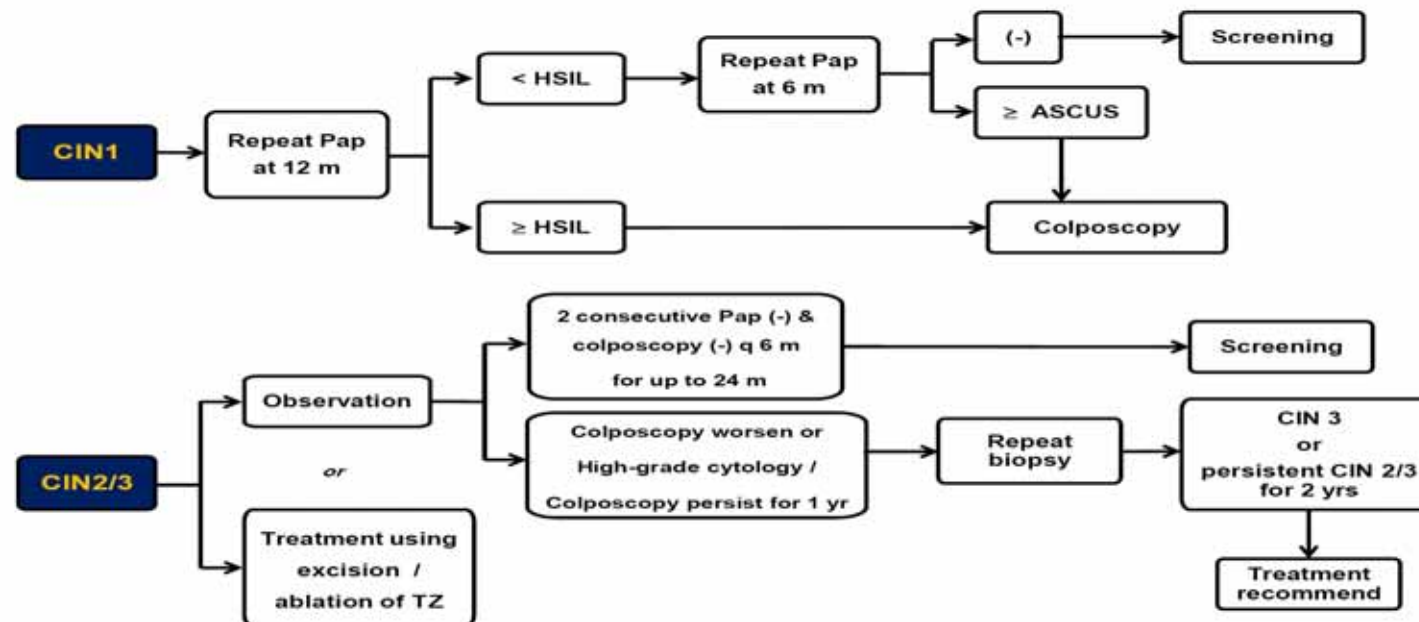 CIN1
Repeat Pap
at 12 m
< HSIL
Repeat Pap
at 6 m
(-)
Screening
≥ ASCUS
≥ HSIL
Colposcopy
CIN2/3
Observation
or
Treatment using
excision /
ablation of TZ
2 consecutive Pap (-) &
colposcopy (-) q 6 m
for up to 24 m
Screening
Colposcopy worsen or
High-grade cytology /
Colposcopy persist for 1 yr
Repeat
biopsy
CIN 3
or
persistent CIN 2/3
for 2 yrs
Treatment
recommend